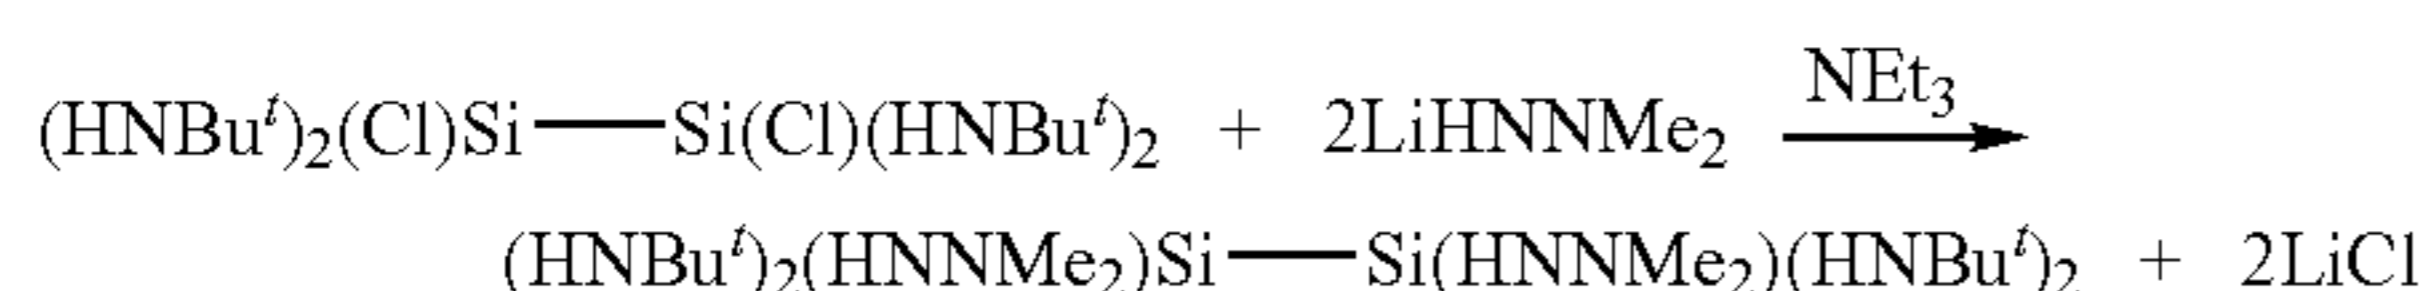 NEt₃
(HNBuᵗ)₂(Cl)Si—Si(Cl)(HNBuᵗ)₂ + 2LiHNNMe₂ →
(HNBuᵗ)₂(HNNMe₂)Si—Si(HNNMe₂)(HNBuᵗ)₂ + 2LiCl